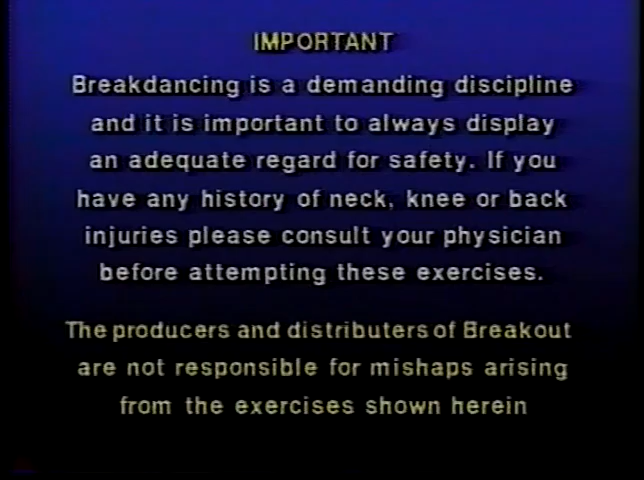 IMPORTANT
Breakdancing is a demanding discipline
and it is important to always display
an adequate regard for safety. If you
have any history of neck, knee or back
injuries please consult your physician
before attempting these exercises.
The producers and distributers of Breakout
are not responsible for mishaps arising
from the exercises shown herein